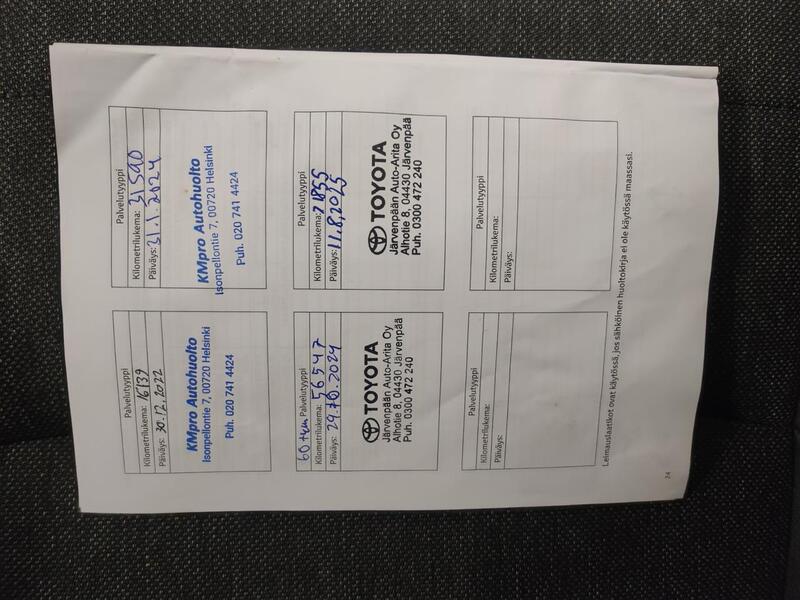 Palvelutyyppi
Kilometrilukema: 16139
Päiväys: 30.12.2022
KMpro Autohuolto
Isonpellontie 7, 00720 Helsinki
Puh. 020 741 4424
Palvelutyyppi
Kilometrilukema: 31590
Päiväys: 31.1.2024
KMpro Autohuolto
Isonpellontie 7, 00720 Helsinki
Puh. 020 741 4424
60 tkm Palvelutyyppi
Kilometrilukema: 56547
Päiväys: 29.10.2024
TOYOTA
Järvenpään Auto-Arita Oy
Alhotie 8, 04430 Järvenpää
Puh. 0300 472 240
Palvelutyyppi
Kilometrilukema:
Päiväys: 11.8.2025
TOYOTA
Järvenpään Auto-Arita Oy
Alhotie 8, 04430 Järvenpää
Puh. 0300 472 240
Palvelutyyppi
Kilometrilukema:
Päiväys:
Palvelutyyppi
Kilometrilukema:
Päiväys:
Leimauslaatikot ovat käytössä, jos sähköinen huoltokirja ei ole käytössä maassasi.
74